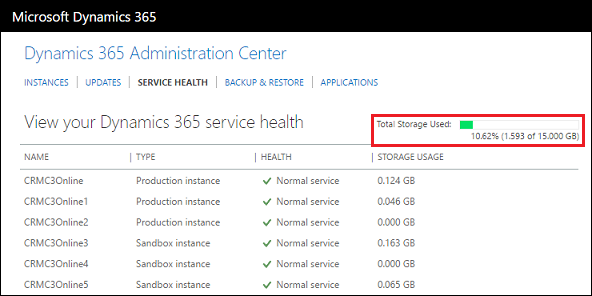 Microsoft Dynamics 365
Dynamics 365 Administration Center
INSTANCES | UPDATES | SERVICE HEALTH | BACKUP & RESTORE | APPLICATIONS
View your Dynamics 365 service health
Total Storage Used:
10.62% (1.593 of 15.000 GB)
NAME | TYPE | HEALTH | STORAGE USAGE
CRMC3Online Production instance ✓ Normal service 0.124 GB
CRMC3Online1 Production instance ✓ Normal service 0.046 GB
CRMC3Online2 Production instance ✓ Normal service 0.000 GB
CRMC3Online3 Sandbox instance ✓ Normal service 0.163 GB
CRMC3Online4 Sandbox instance ✓ Normal service 0.000 GB
CRMC3Online5 Sandbox instance ✓ Normal service 0.065 GB